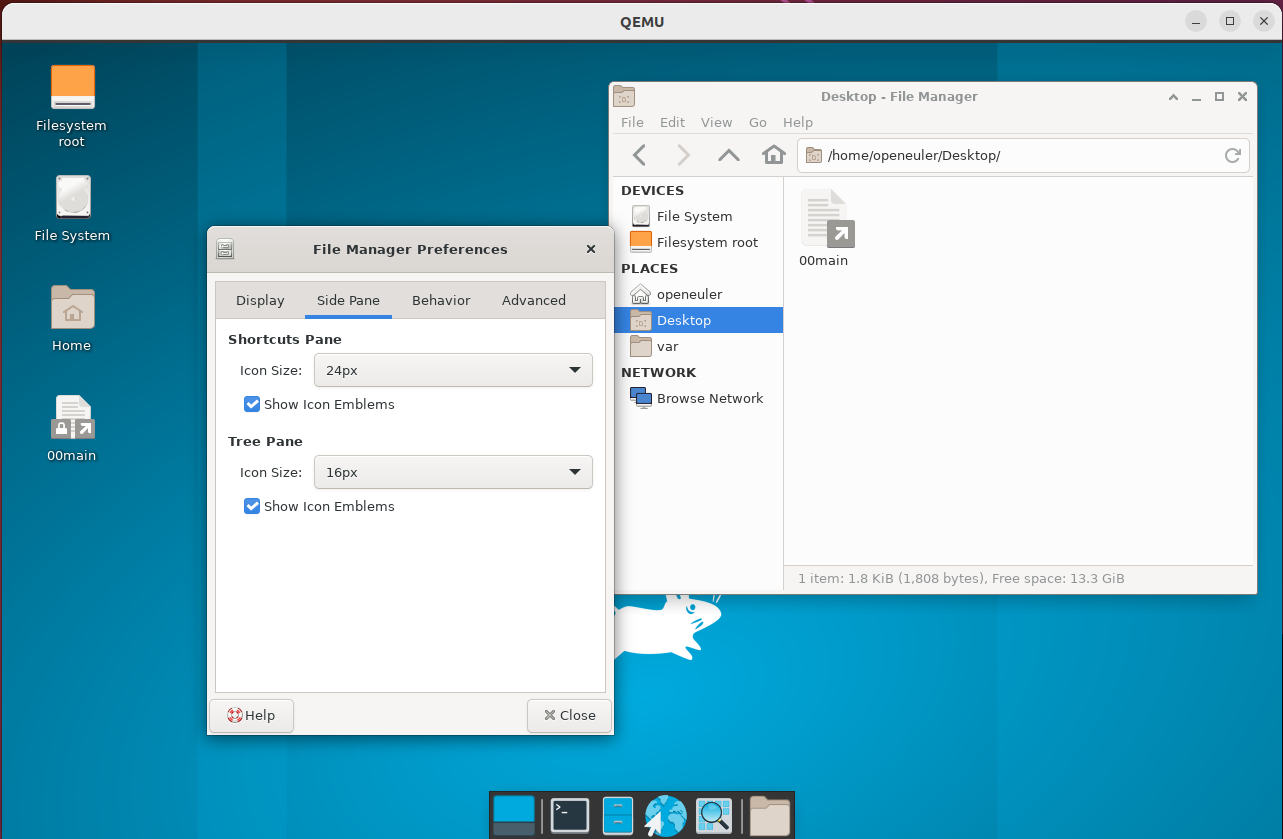 QEMU
Filesystem
root
File System
Home
00main
Desktop - File Manager
File Edit View Go Help
/home/openeuler/Desktop/
DEVICES
File System
Filesystem root
PLACES
openeuler
Desktop
var
NETWORK
Browse Network
00main
1 item: 1.8 KiB (1,808 bytes), Free space: 13.3 GiB
File Manager Preferences
Display Side Pane Behavior Advanced
Shortcuts Pane
Icon Size: 24px
Show Icon Emblems
Tree Pane
Icon Size: 16px
Show Icon Emblems
Help Close